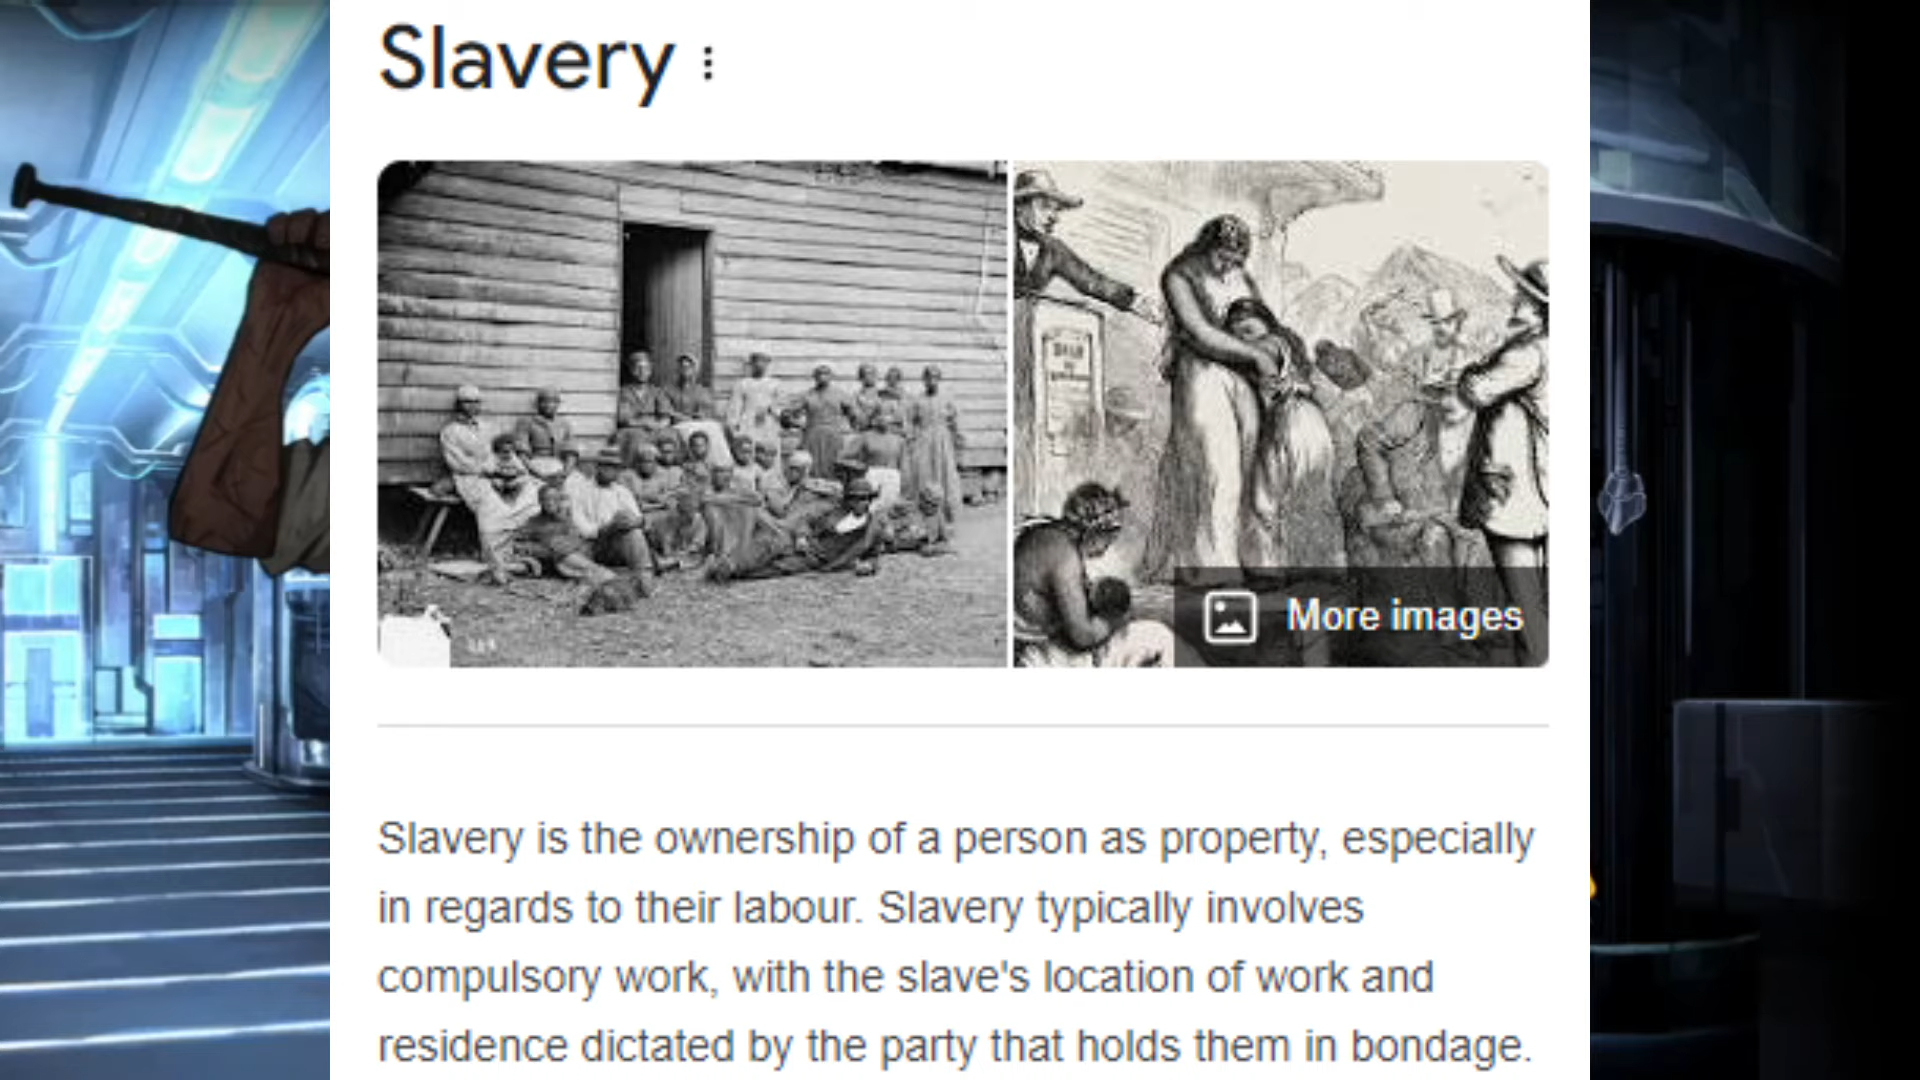 Slavery
More images
Slavery is the ownership of a person as property, especially
in regards to their labour. Slavery typically involves
compulsory work, with the slave's location of work and
residence dictated by the party that holds them in bondage.